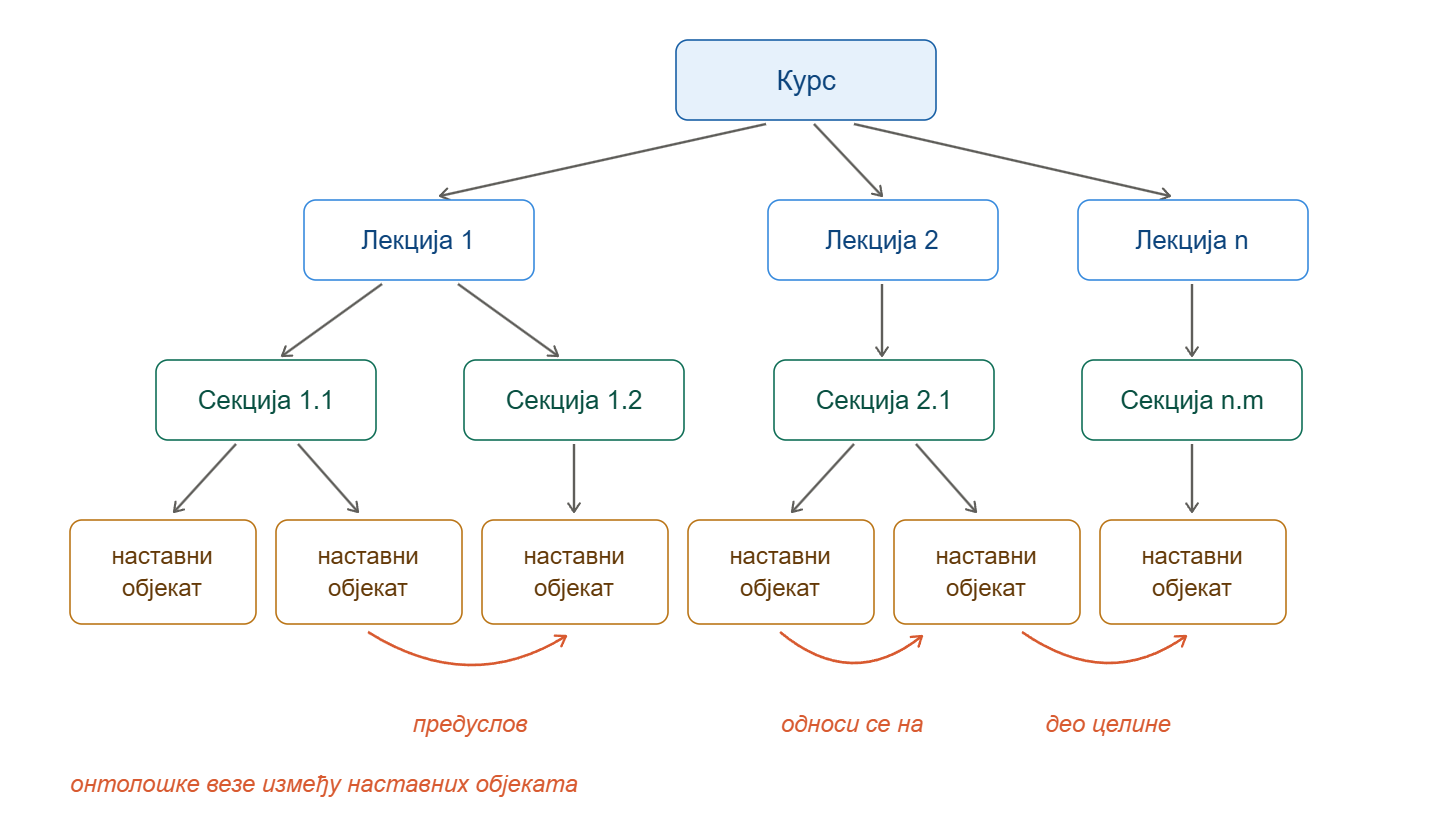 Курс
Лекција 1
Лекција 2
Лекција n
Секција 1.1
Секција 1.2
Секција 2.1
Секција n.m
наставни
објекат
наставни
објекат
наставни
објекат
наставни
објекат
наставни
објекат
наставни
објекат
предуслов
односи се на
део целине
онтолошке везе између наставних објеката